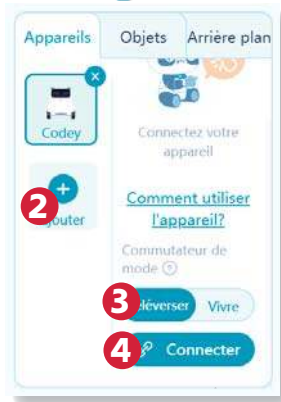 Appareils Objets Arrière plan
Codey
Connectez votre
appareil
2
jouter
Comment utiliser
l'appareil?
Commutateur de
mode ?
3
éléverser Vivre
4
Connecter